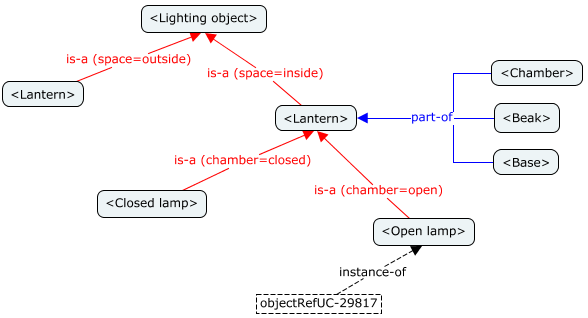 <Lighting object>
is-a (space=outside)
is-a (space=inside)
<Lantern>
<Chamber>
<Lantern>
part-of
<Beak>
is-a (chamber=closed)
<Base>
is-a (chamber=open)
<Closed lamp>
<Open lamp>
instance-of
objectRefUC-29817